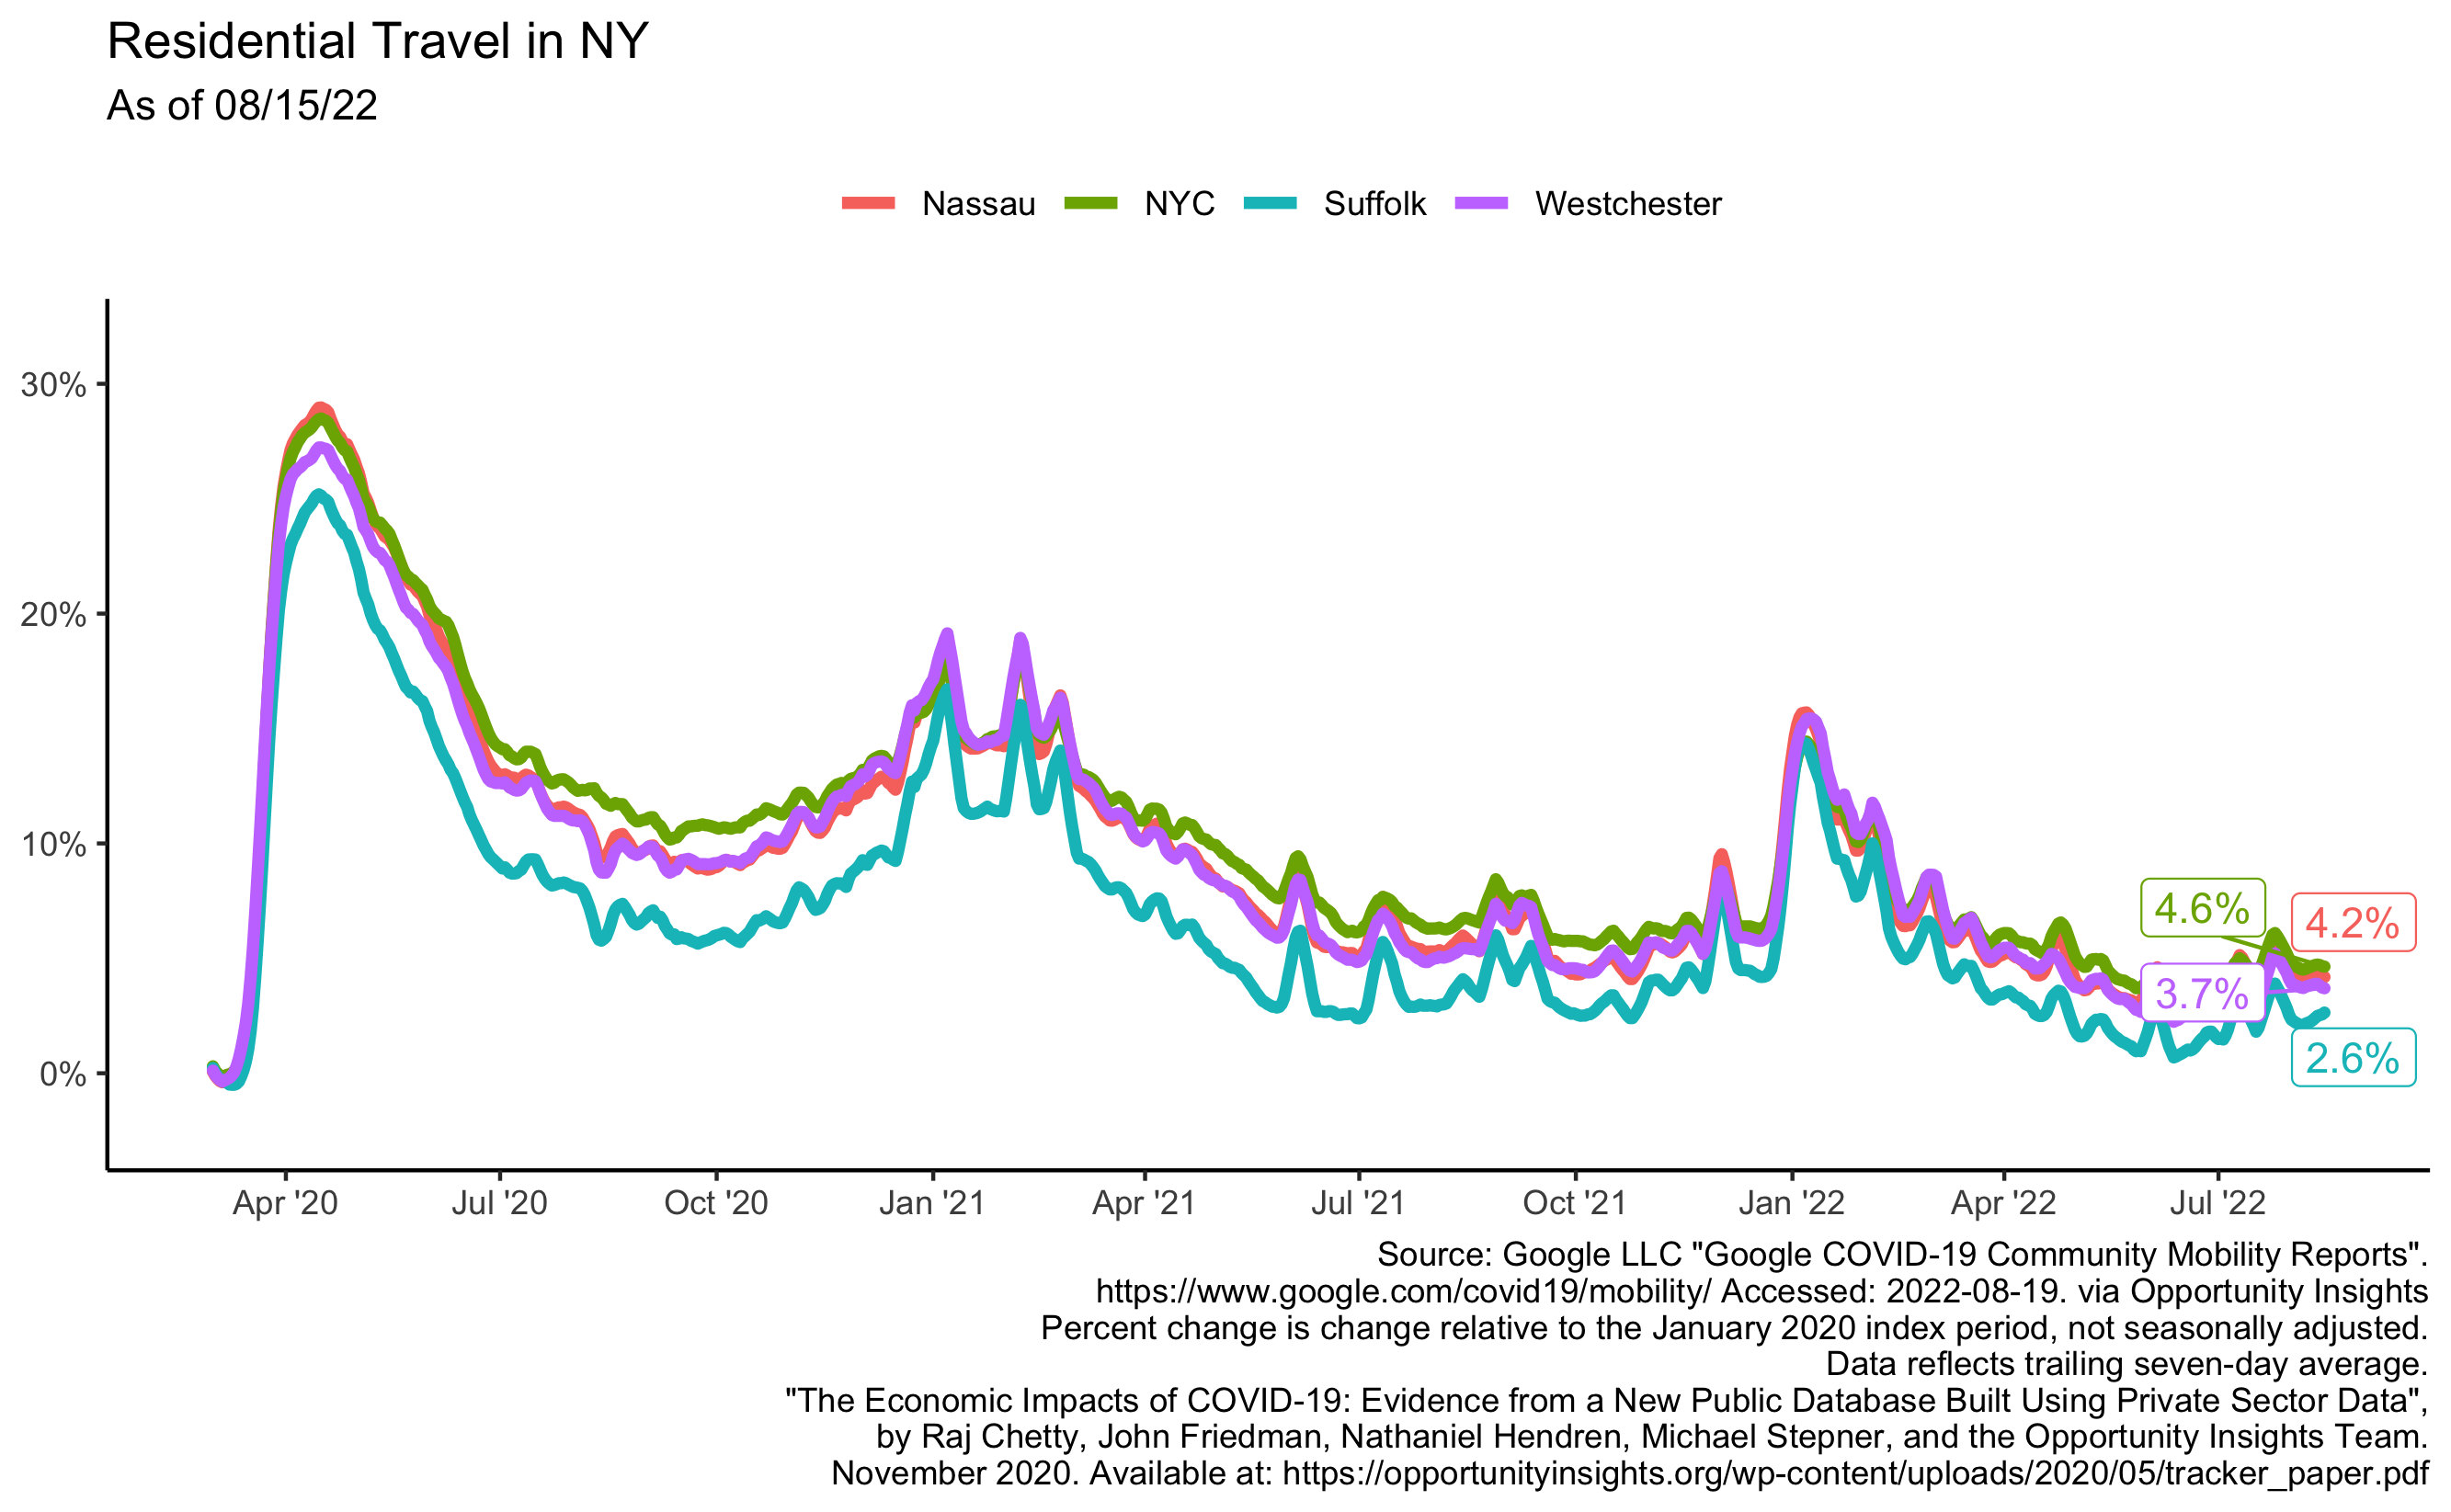 Residential Travel in NY
As of 08/15/22
Nassau NYC Suffolk Westchester
30%
20%
10%
0%
4.6%
4.2%
3.7%
2.6%
Apr '20 Jul '20 Oct '20 Jan '21 Apr '21 Jul '21 Oct '21 Jan '22 Apr '22 Jul '22
Source: Google LLC "Google COVID-19 Community Mobility Reports".
https://www.google.com/covid19/mobility/ Accessed: 2022-08-19. via Opportunity Insights
Percent change is change relative to the January 2020 index period, not seasonally adjusted.
Data reflects trailing seven-day average.
"The Economic Impacts of COVID-19: Evidence from a New Public Database Built Using Private Sector Data",
by Raj Chetty, John Friedman, Nathaniel Hendren, Michael Stepner, and the Opportunity Insights Team.
November 2020. Available at: https://opportunityinsights.org/wp-content/uploads/2020/05/tracker_paper.pdf